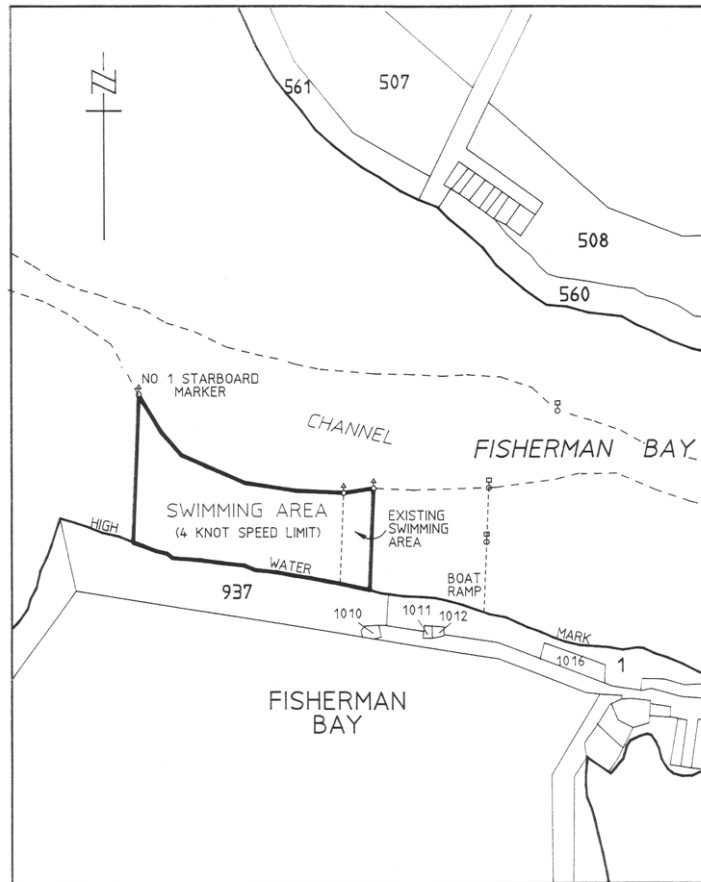 N
561
507
508
560
NO 1 STARBOARD
MARKER
CHANNEL
FISHERMAN BAY
SWIMMING AREA
(4 KNOT SPEED LIMIT)
EXISTING
SWIMMING
AREA
HIGH
WATER
BOAT
RAMP
937
1010
1011
1012
MARK
1016
1
FISHERMAN
BAY